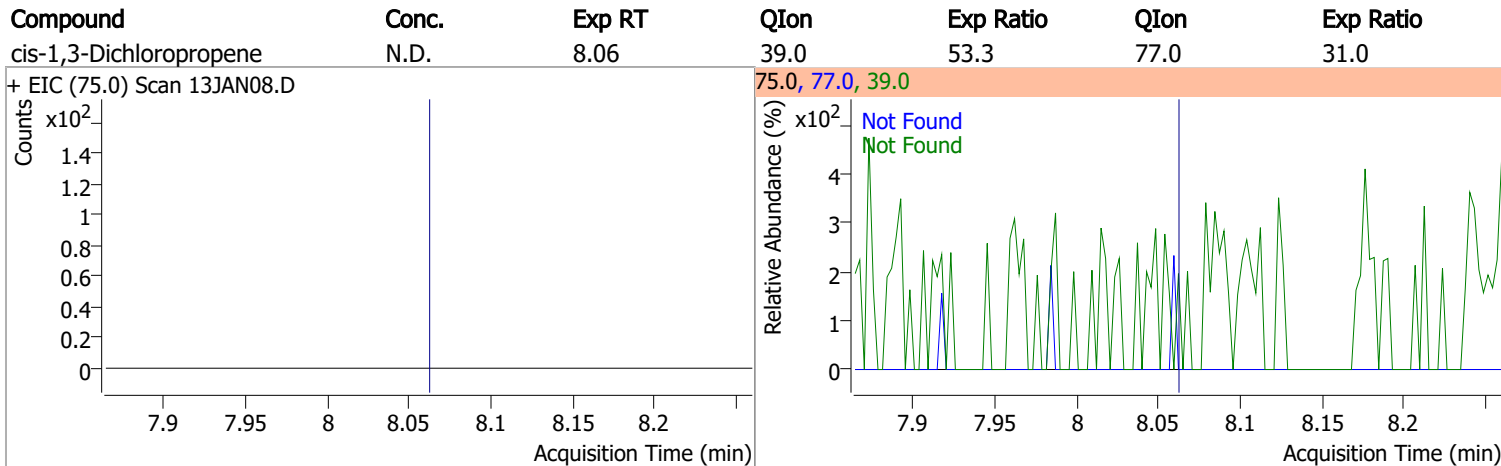 Compound Conc. Exp RT QIon Exp Ratio QIon Exp Ratio
cis-1,3-Dichloropropene N.D. 8.06 39.0 53.3 77.0 31.0
+ EIC (75.0) Scan 13JAN08.D
Counts
x10²
1.4
1.2
1
0.8
0.6
0.4
0.2
0
7.9 7.95 8 8.05 8.1 8.15 8.2
Acquisition Time (min)
75.0, 77.0, 39.0
Relative Abundance (%)
x10²
Not Found
Not Found
4
3
2
1
0
7.9 7.95 8 8.05 8.1 8.15 8.2
Acquisition Time (min)